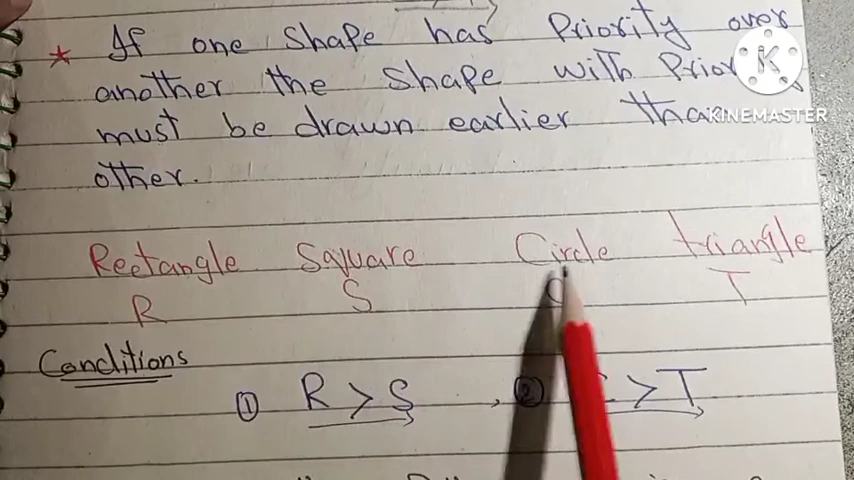 * If one shape has Priority over
another the shape with
must be drawn earlier than
other.
KINEMASTER
Rectangle Square Circle triangle
R S T
Conditions
① R > S ② > T